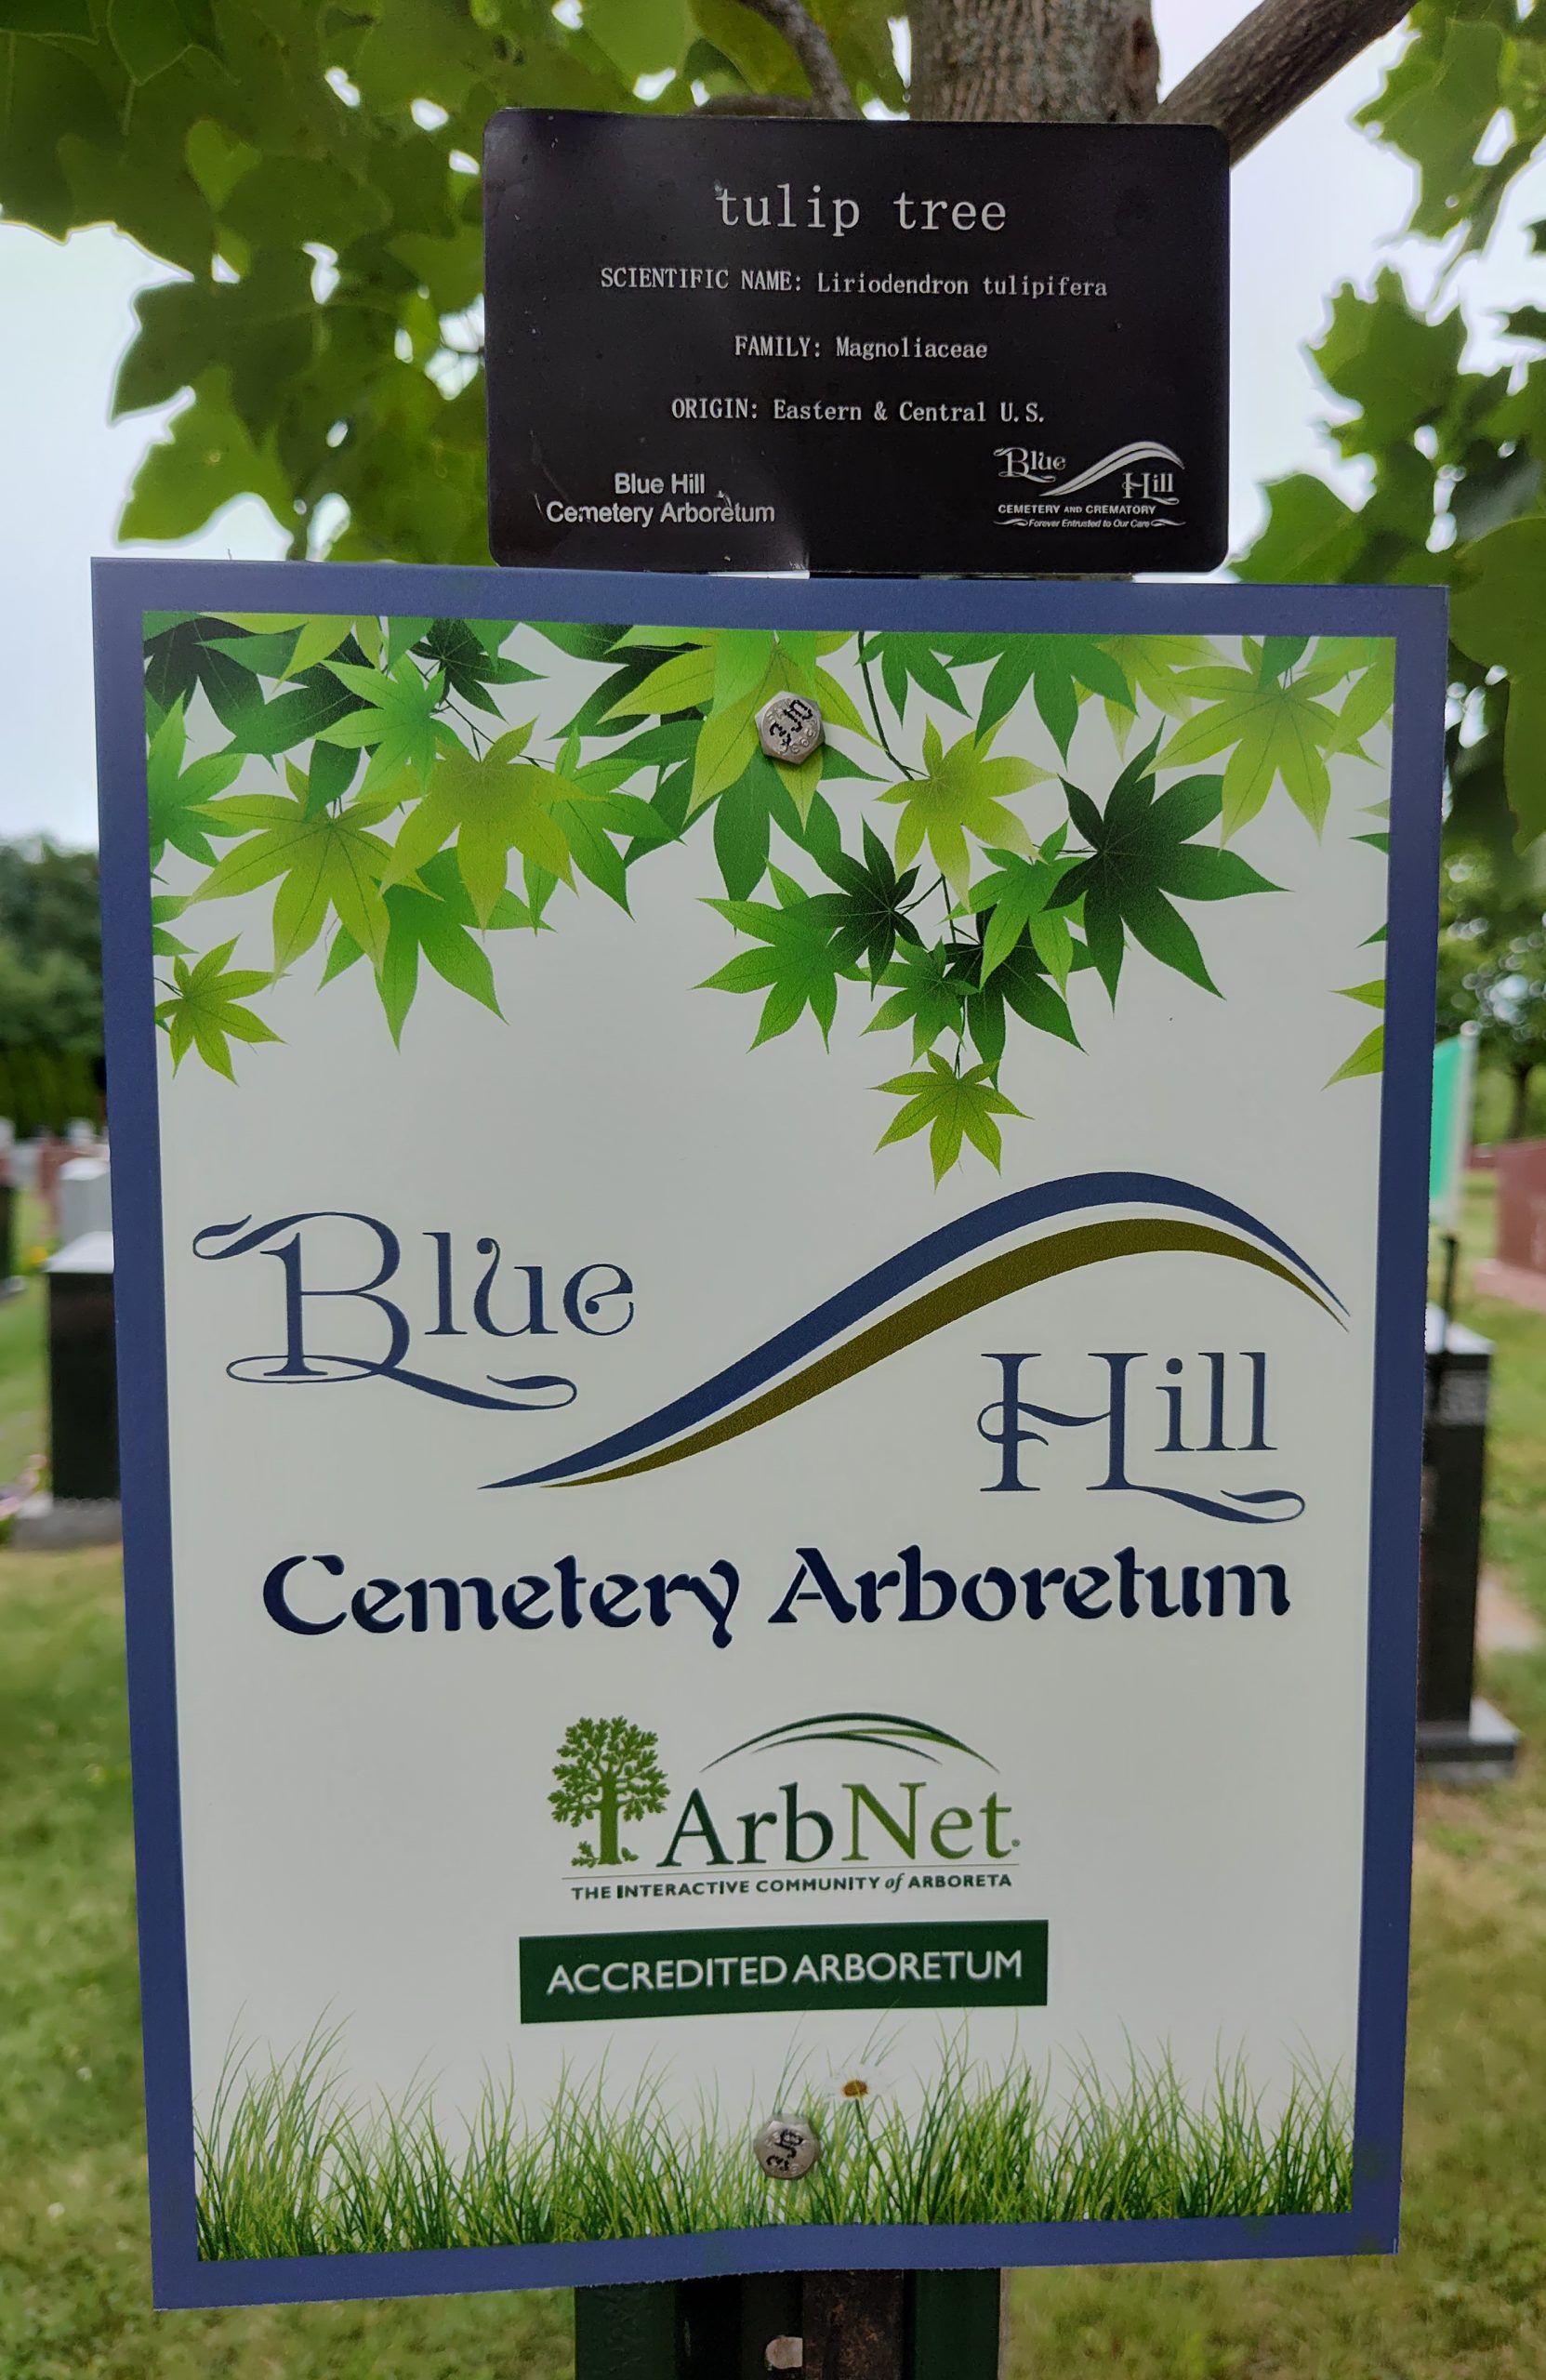 tulip tree
SCIENTIFIC NAME: Liriodendron tulipifera
FAMILY: Magnoliaceae
ORIGIN: Eastern & Central U.S.
Blue Hill
Cemetery Arboretum
Blue Hill
CEMETERY AND CREMATORY
Forever Entrusted to Our Care
Blue
Hill
Cemetery Arboretum
ArbNet
THE INTERACTIVE COMMUNITY of ARBORETA
ACCREDITED ARBORETUM